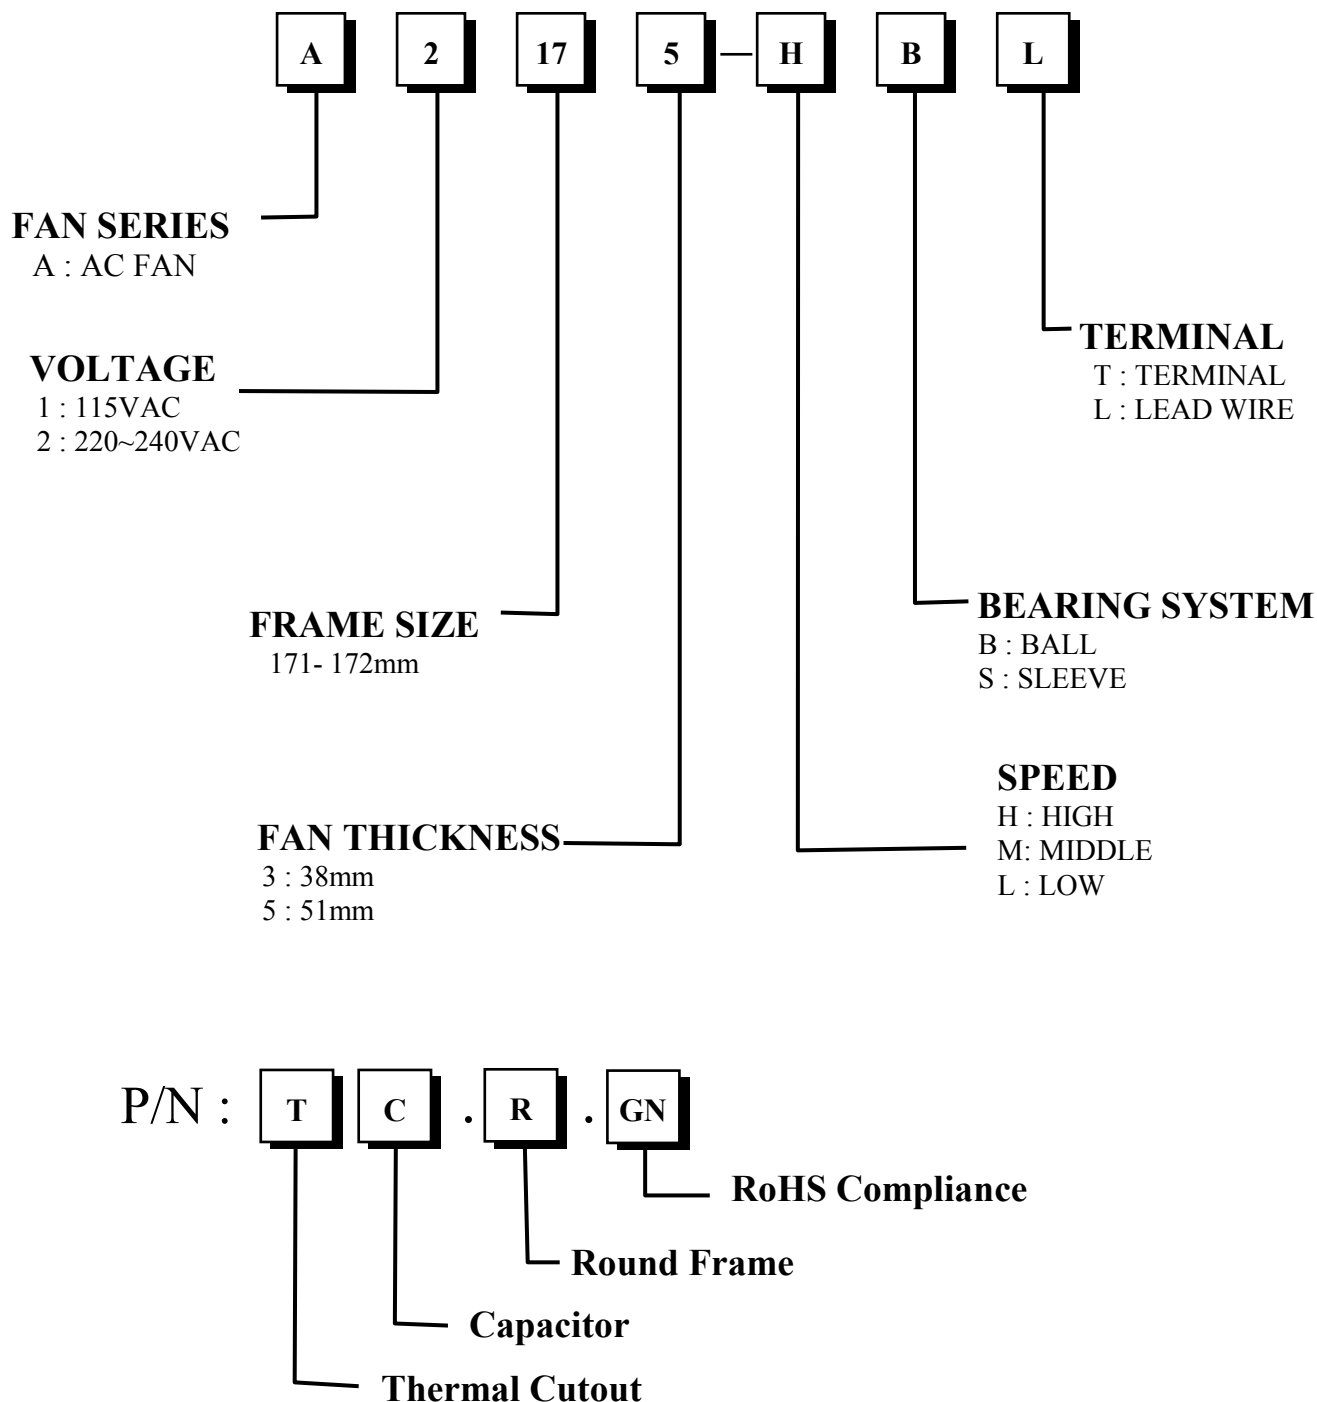 A 2 17 5 — H B L
FAN SERIES
A : AC FAN
VOLTAGE
1 : 115VAC
2 : 220~240VAC
TERMINAL
T : TERMINAL
L : LEAD WIRE
FRAME SIZE
171- 172mm
BEARING SYSTEM
B : BALL
S : SLEEVE
SPEED
H : HIGH
M: MIDDLE
L : LOW
FAN THICKNESS
3 : 38mm
5 : 51mm
P/N : T C . R . GN
RoHS Compliance
Round Frame
Capacitor
Thermal Cutout